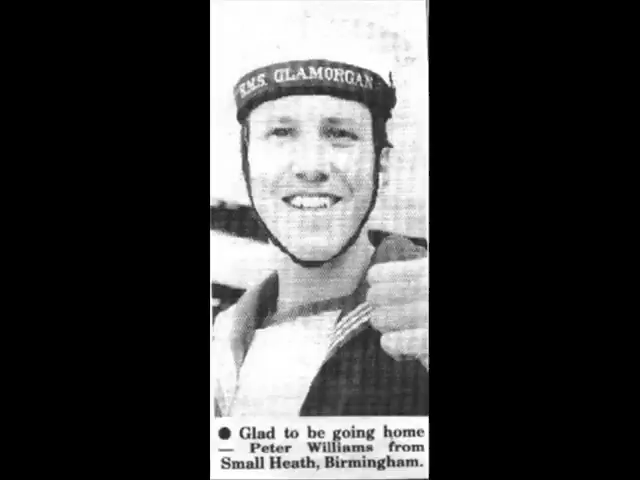 H.M.S. GLAMORGAN
● Glad to be going home
— Peter Williams from
Small Heath, Birmingham.